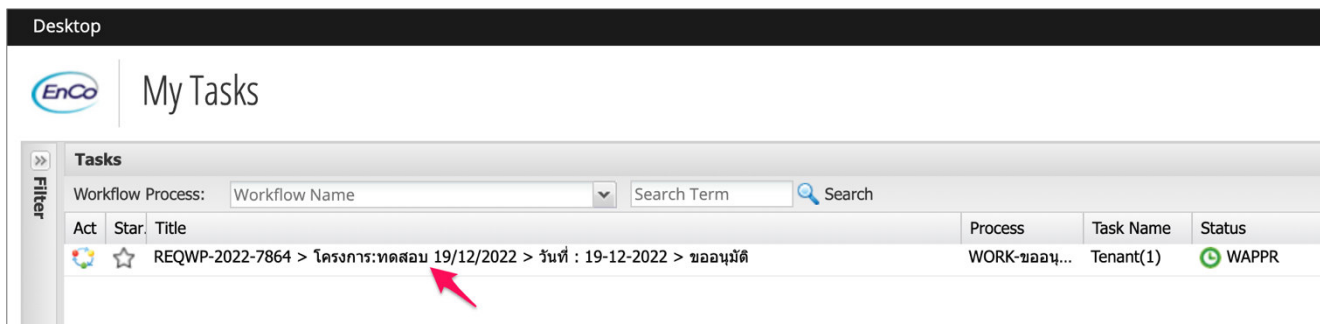 Desktop
EnCo
My Tasks
Filter
Tasks
Workflow Process: Workflow Name Search Term Search
Act Star. Title Process Task Name Status
REQWP-2022-7864 > โครงการ:ทดสอบ 19/12/2022 > วันที่ : 19-12-2022 > ขออนุมัติ WORK-ขออนุ... Tenant(1) WAPPR